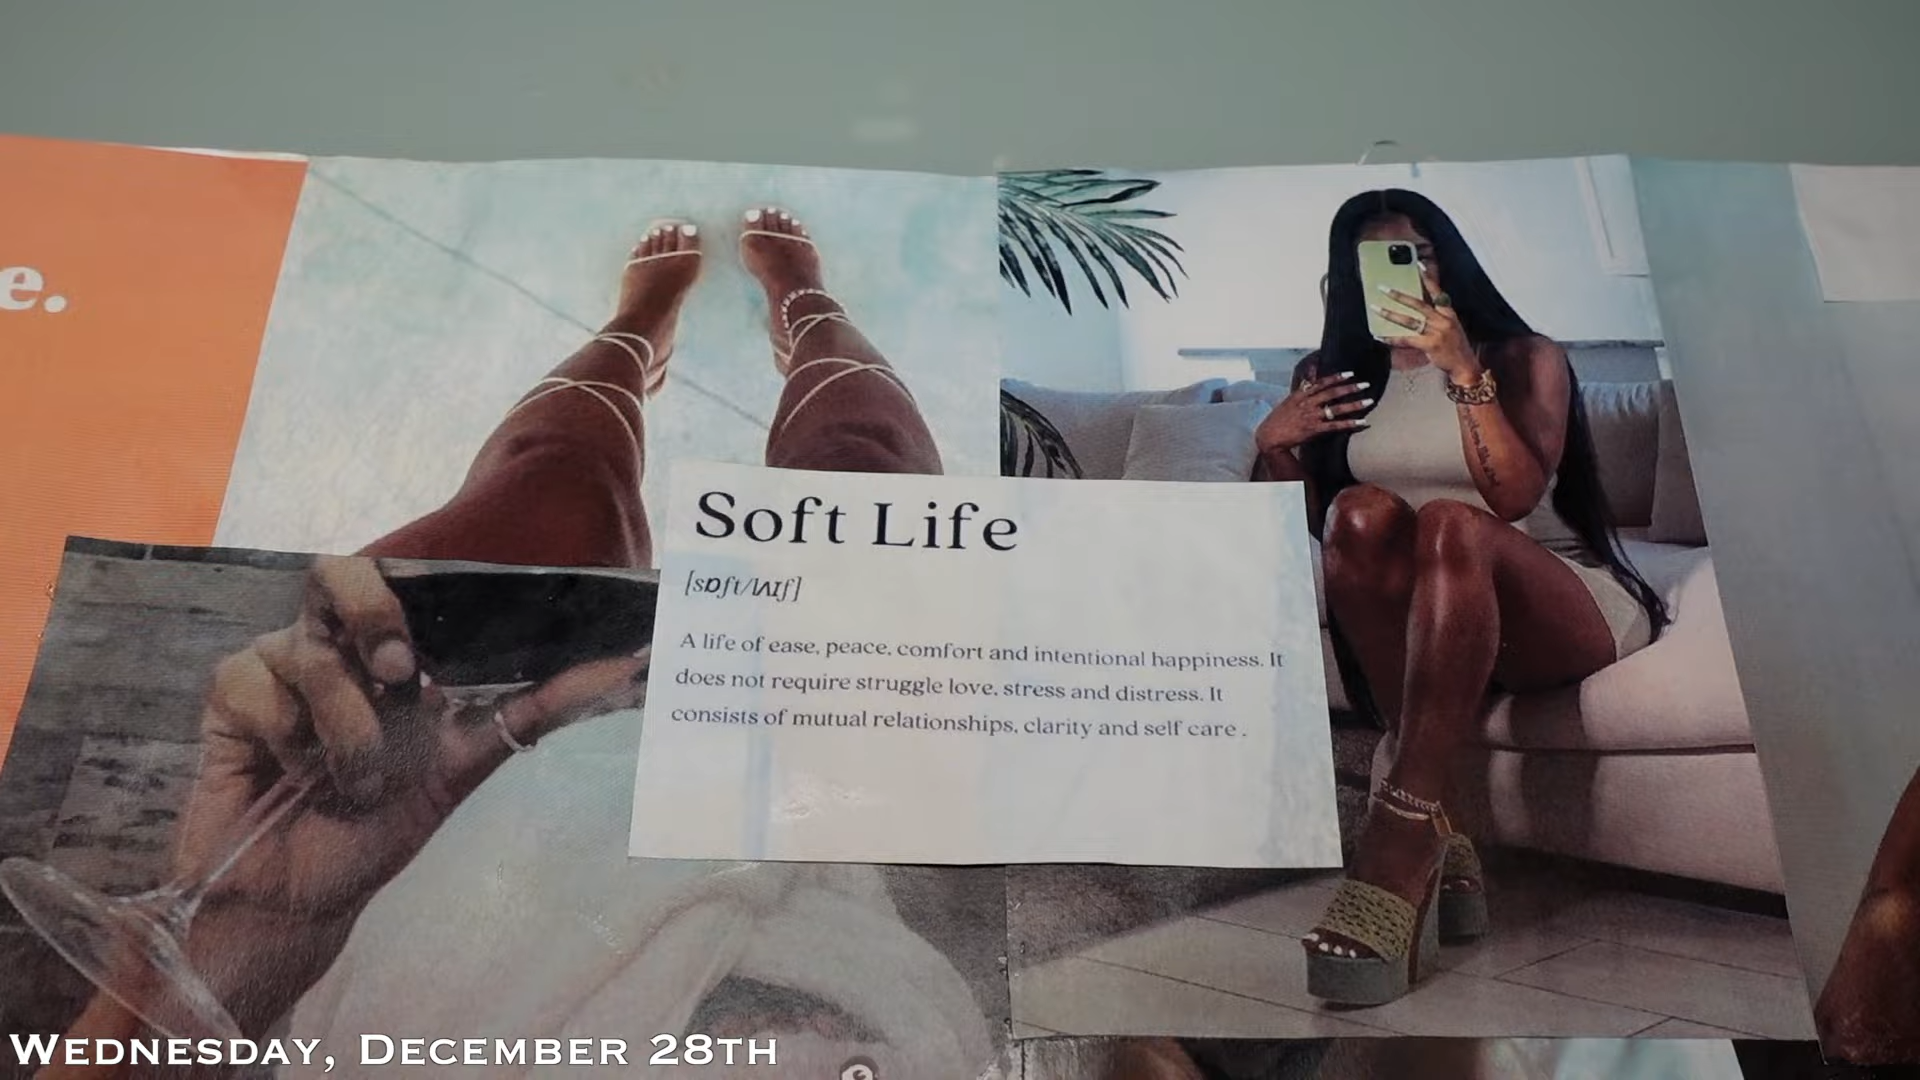 e.
Soft Life
[sɒft/lʌɪf]
A life of ease, peace, comfort and intentional happiness. It
does not require struggle love, stress and distress. It
consists of mutual relationships, clarity and self care .
WEDNESDAY, DECEMBER 28TH